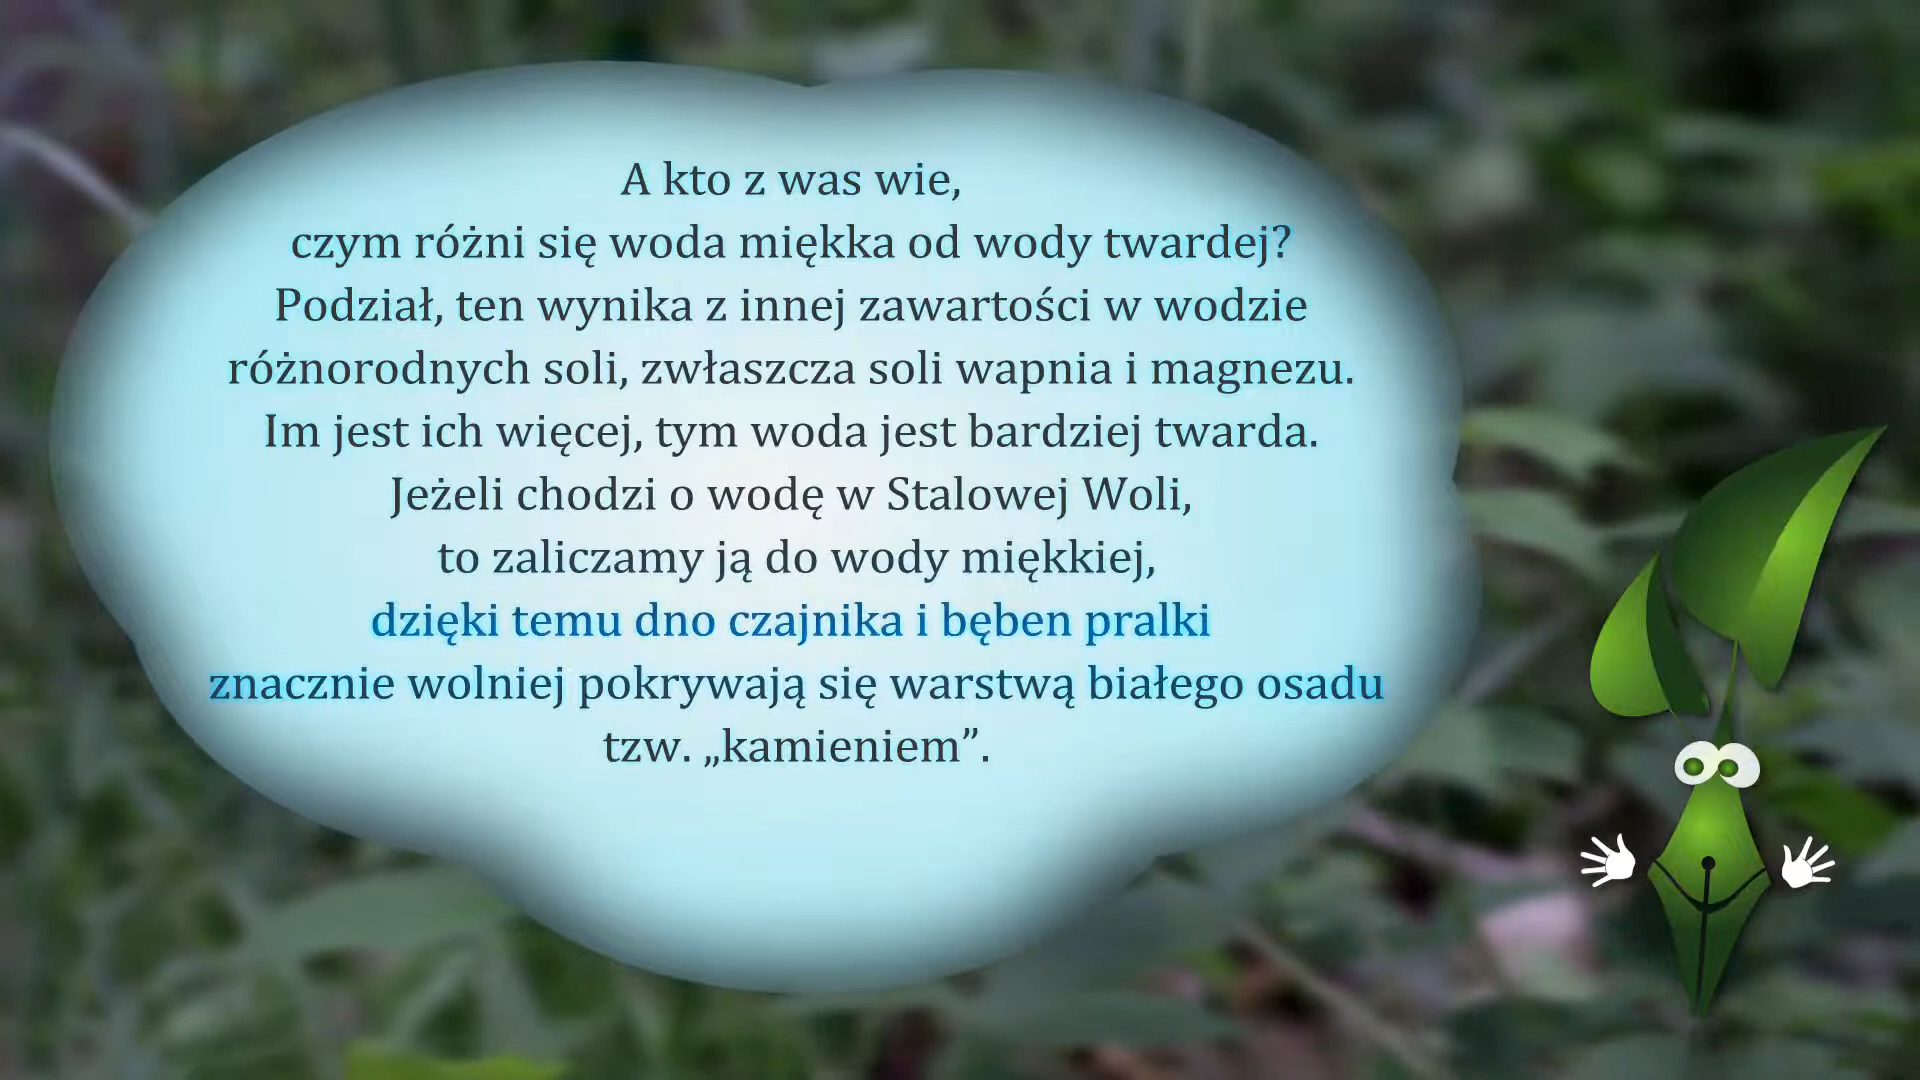 A kto z was wie,
czym różni się woda miękka od wody twardej?
Podział, ten wynika z innej zawartości w wodzie
różnorodnych soli, zwłaszcza soli wapnia i magnezu.
Im jest ich więcej, tym woda jest bardziej twarda.
Jeżeli chodzi o wodę w Stalowej Woli,
to zaliczamy ją do wody miękkiej,
dzięki temu dno czajnika i bęben pralki
znacznie wolniej pokrywają się warstwą białego osadu
tzw. „kamieniem”.